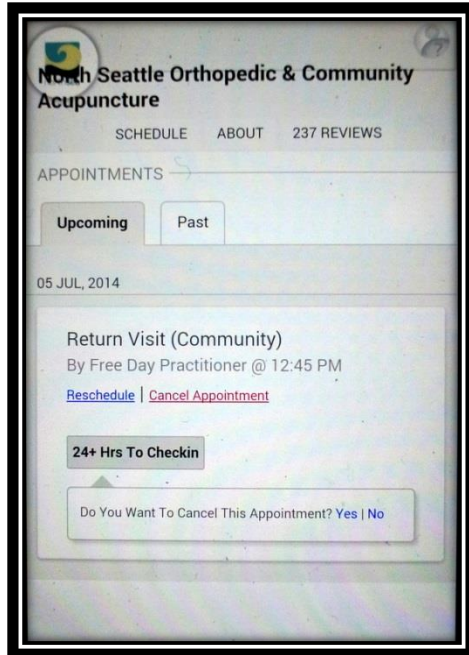 North Seattle Orthopedic & Community
Acupuncture
SCHEDULE ABOUT 237 REVIEWS
APPOINTMENTS
Upcoming Past
05 JUL, 2014
Return Visit (Community)
By Free Day Practitioner @ 12:45 PM
Reschedule | Cancel Appointment
24+ Hrs To Checkin
Do You Want To Cancel This Appointment? Yes | No